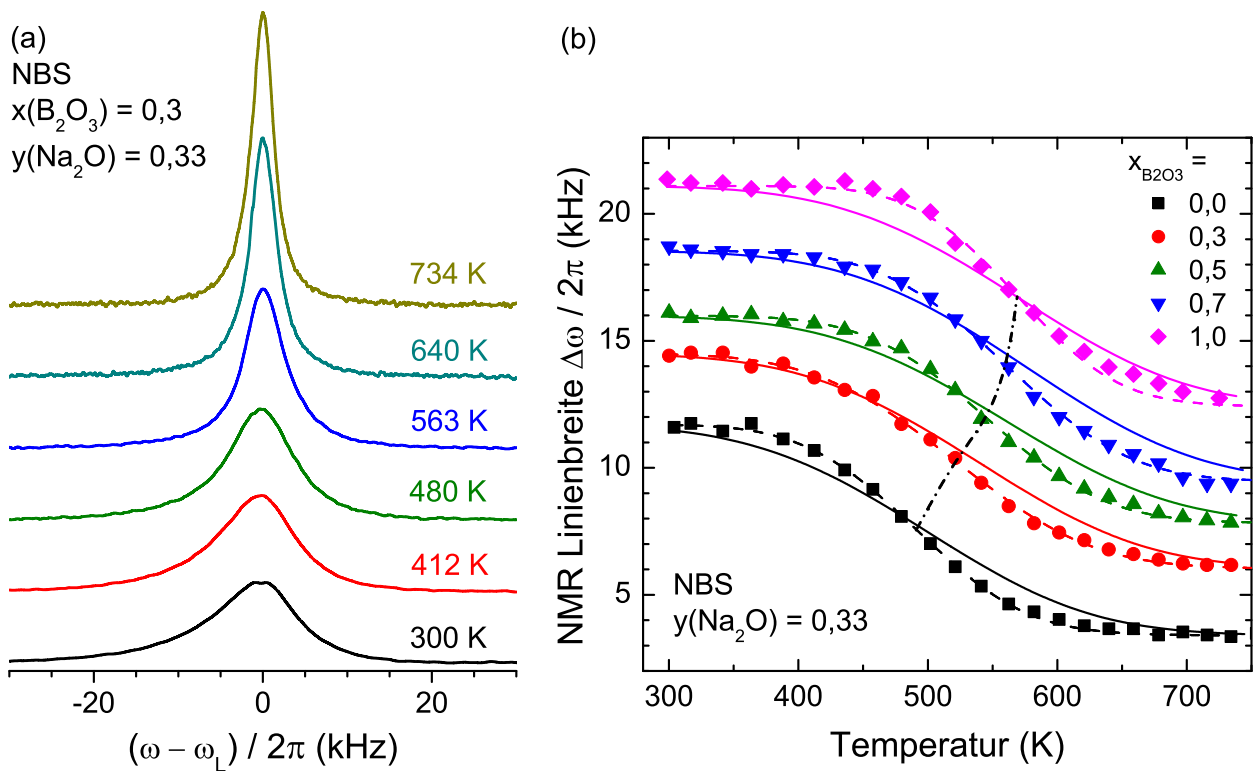 (a)
NBS
x(B₂O₃) = 0,3
y(Na₂O) = 0,33
734 K
640 K
563 K
480 K
412 K
300 K
-20
0
20
(ω − ω_L) / 2π (kHz)
(b)
NMR Linienbreite Δω / 2π (kHz)
20
15
10
5
x_B2O3 =
0,0
0,3
0,5
0,7
1,0
NBS
y(Na₂O) = 0,33
300
400
500
600
700
Temperatur (K)